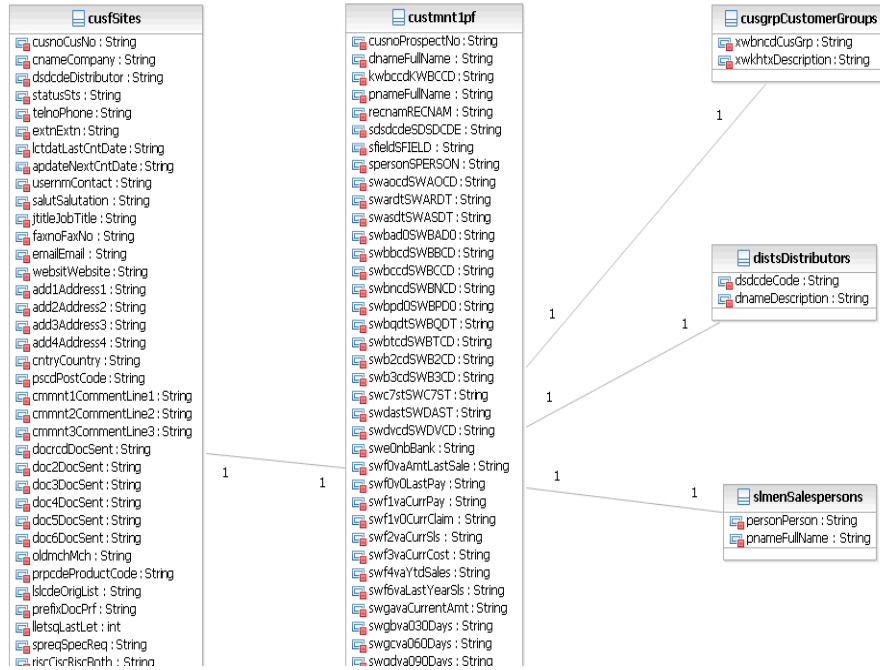 cusfSites
cusnoCusNo : String
cnameCompany : String
dsdcdeDistributor : String
statusSts : String
telnoPhone : String
extnExtn : String
lctdatLastCntDate : String
apdateNextCntDate : String
usernmContact : String
salutSalutation : String
jtitleJobTitle : String
faxnoFaxNo : String
emailEmail : String
websitWebsite : String
add1Address1 : String
add2Address2 : String
add3Address3 : String
add4Address4 : String
cntryCountry : String
pscdPostCode : String
cmmnt1CommentLine1 : String
cmmnt2CommentLine2 : String
cmmnt3CommentLine3 : String
docrcdDocSent : String
doc2DocSent : String
doc3DocSent : String
doc4DocSent : String
doc5DocSent : String
doc6DocSent : String
oldmchMch : String
prpcdeProductCode : String
lslcdeOrigList : String
prefixDocPrf : String
lletsqLastLet : int
spreqSpecReq : String
riscCiscRiscBoth : String
custmnt1pf
cusnoProspectNo : String
dnameFullName : String
kwbccdKWBCCD : String
pnameFullName : String
recnamRECNAM : String
sdsdcdeSDSDCDE : String
sfieldSFIELD : String
spersonSPERSON : String
swaocdSWAOCD : String
swardtSWARDT : String
swasdtSWASDT : String
swbad0SWBAD0 : String
swbbcdSWBBCD : String
swbccdSWBCCD : String
swbncdSWBNCD : String
swbpd0SWBPD0 : String
swbqdtSWBQDT : String
swbtcdSWBTCD : String
swb2cdSWB2CD : String
swb3cdSWB3CD : String
swc7stSWC7ST : String
swdastSWDAST : String
swdvcdSWDVCD : String
swe0nbBank : String
swf0vaAmtLastSale : String
swf0v0LastPay : String
swf1vaCurrPay : String
swf1v0CurrClaim : String
swf2vaCurrSls : String
swf3vaCurrCost : String
swf4vaYtdSales : String
swf6vaLastYearSls : String
swgavaCurrentAmt : String
swgbva030Days : String
swgcva060Days : String
swgdva090Days : String
cusgrpCustomerGroups
xwbncdCusGrp : String
xwkhtxDescription : String
distsDistributors
dsdcdeCode : String
dnameDescription : String
slmenSalespersons
personPerson : String
pnameFullName : String
1
1
1
1
1
1
1
1